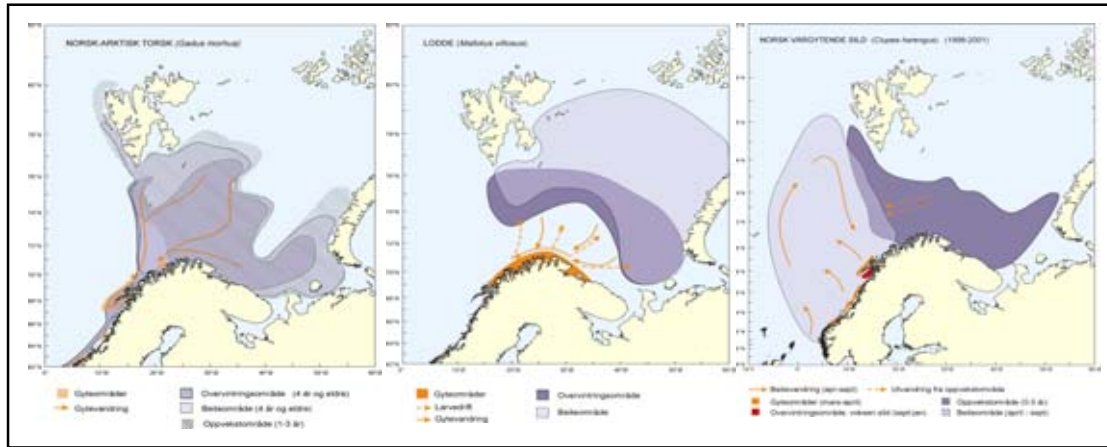 NORSK-ARKTISK TORSK (Gadus morhua)
Gyteområder
Gytevandring
Overvintringsområde (4 år og eldre)
Beiteområde (4 år og eldre)
Oppvekstområde (1-3 år)
LODDE (Mallotus villosus)
Gyteområder
Larvedrift
Gytevandring
Overvintringsområde
Beiteområde
NORSK VÅRGYTENDE SILD (Clupea harengus) (1998-2001)
Beitevandring (apr-sept)
Gyteområder (mars-april)
Overvintringsområde, voksen sild (sept-jan)
Utvandring fra oppvekstområde
Oppvekstområde (0-3 år)
Beiteområde (april - sept)